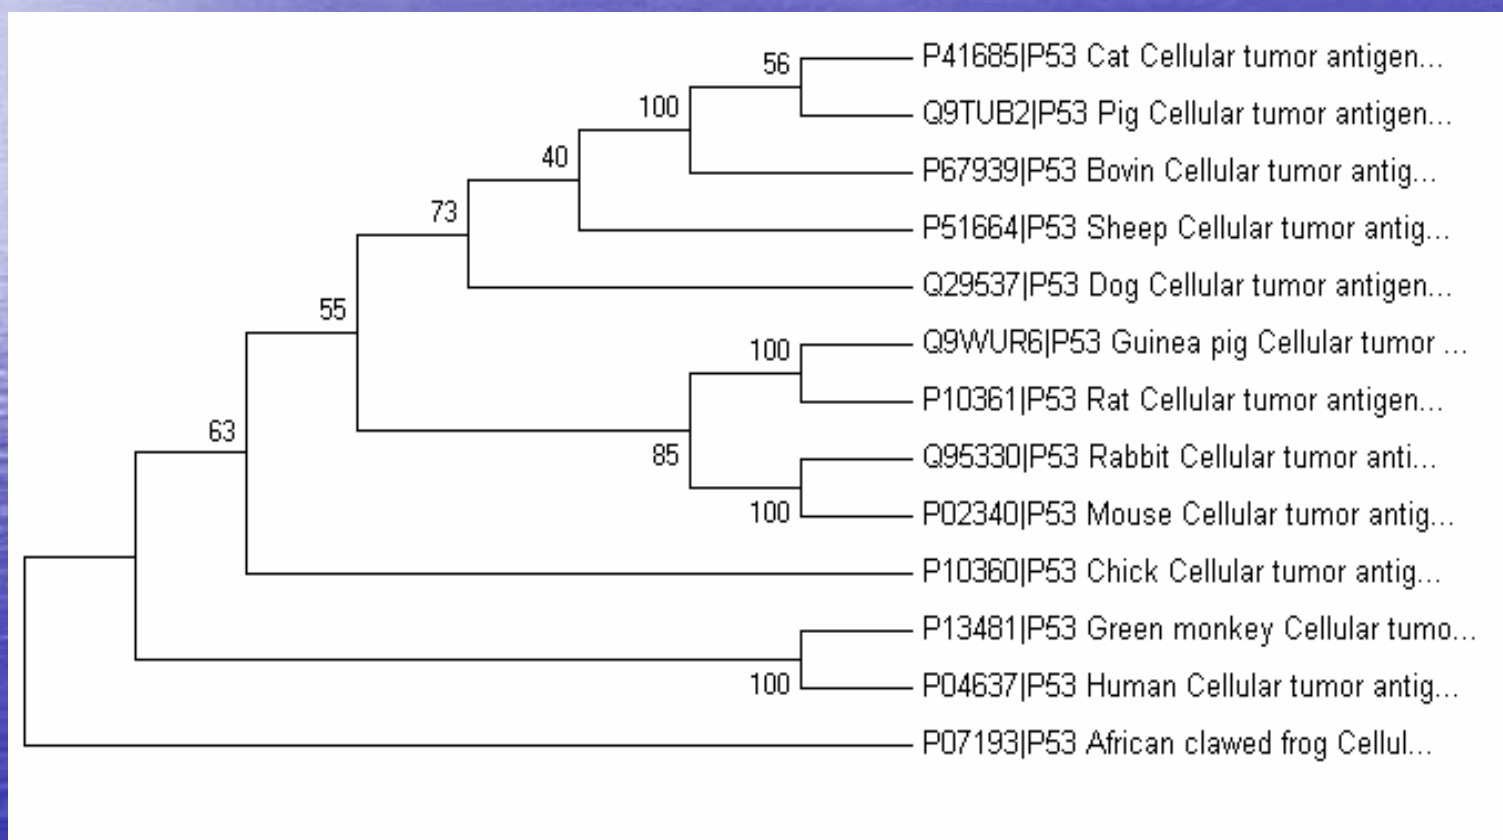 56
P41685|P53 Cat Cellular tumor antigen...
100
Q9TUB2|P53 Pig Cellular tumor antigen...
40
P67939|P53 Bovin Cellular tumor antig...
73
P51664|P53 Sheep Cellular tumor antig...
Q29537|P53 Dog Cellular tumor antigen...
55
100
Q9WUR6|P53 Guinea pig Cellular tumor ...
P10361|P53 Rat Cellular tumor antigen...
63
85
Q95330|P53 Rabbit Cellular tumor anti...
100
P02340|P53 Mouse Cellular tumor antig...
P10360|P53 Chick Cellular tumor antig...
P13481|P53 Green monkey Cellular tumo...
100
P04637|P53 Human Cellular tumor antig...
P07193|P53 African clawed frog Cellul...